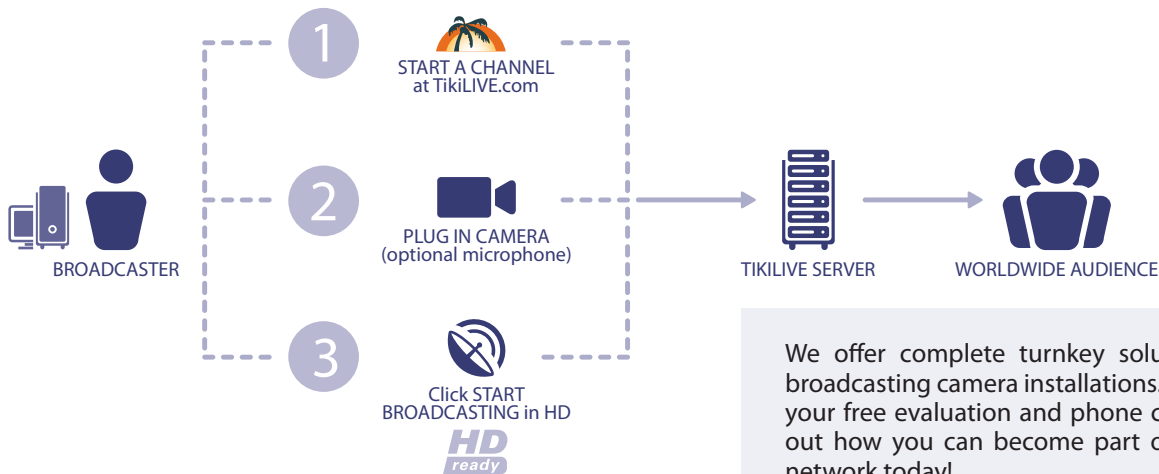 1
START A CHANNEL
at TikiLIVE.com
BROADCASTER
2
PLUG IN CAMERA
(optional microphone)
TIKILIVE SERVER
WORLDWIDE AUDIENCE
3
Click START
BROADCASTING in HD
HD
ready
We offer complete turnkey
broadcasting camera installations.
your free evaluation and phone
out how you can become part
network today!